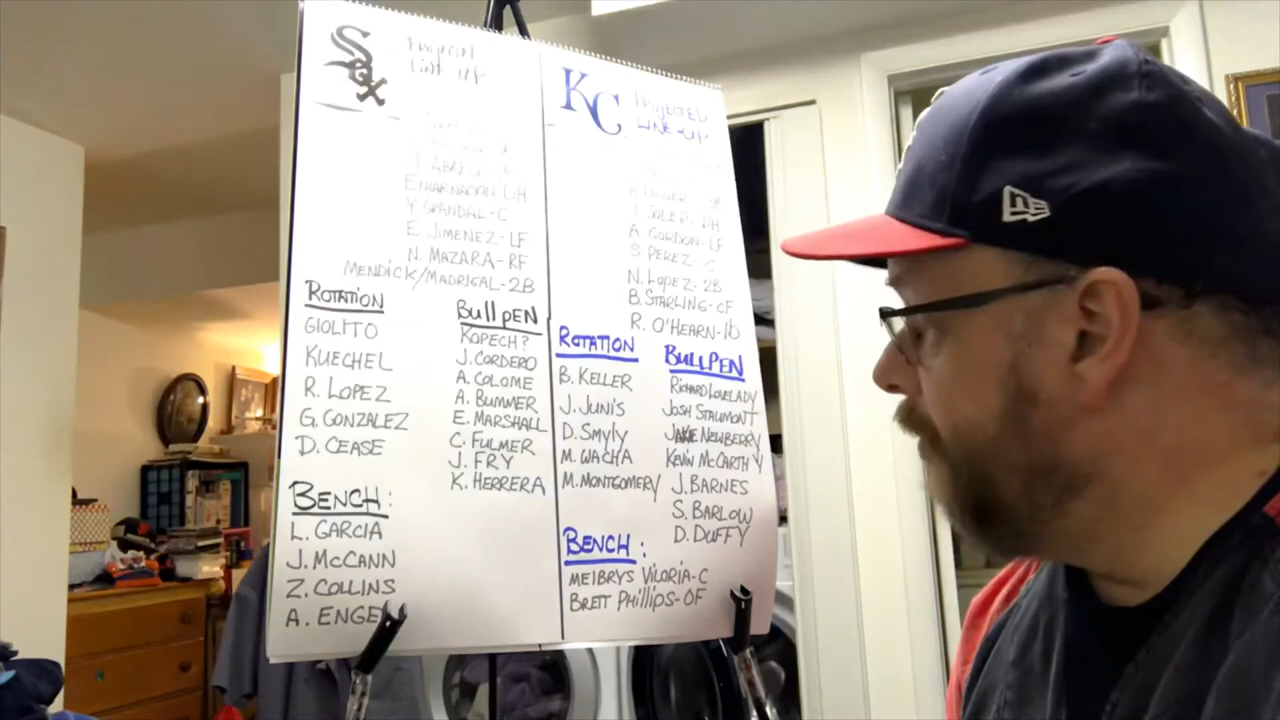 Sox
PROJECTED
LINE UP
ENCARNACION DH
Y. GRANDAL-C
E. JIMENEZ-LF
N. MAZARA-RF
MENDICK/MADRIGAL-2B
ROTATION
GIOLITO
KUECHEL
R. LOPEZ
G. GONZALEZ
D. CEASE
BENCH:
L. GARCIA
J. McCANN
Z. COLLINS
A. ENGE
BullPEN
KOPECH?
J. CORDERO
A. COLOME
A. BUMMER
E. MARSHALL
C. FULMER
J. FRY
K. HERRERA
KC
PROJECTED
LINE-UP
J. SOLER-DH
A. GORDON-LF
S. PEREZ-C
N. LOPEZ-2B
B. STARLING-CF
R. O'HEARN-1b
ROTATION
B. KELLER
J. JUNIS
D. SMyly
M. WACHA
M. MONTGOMERY
BULLPEN
RICHARD LOVELADY
JOSH STAUMONT
JAKE NEWBERRY
KEVIN McCARTHY
J. BARNES
S. BARLOW
D. DUFFY
BENCH:
MEIBRYS VILORIA-C
BRETT PHILLIPS-OF